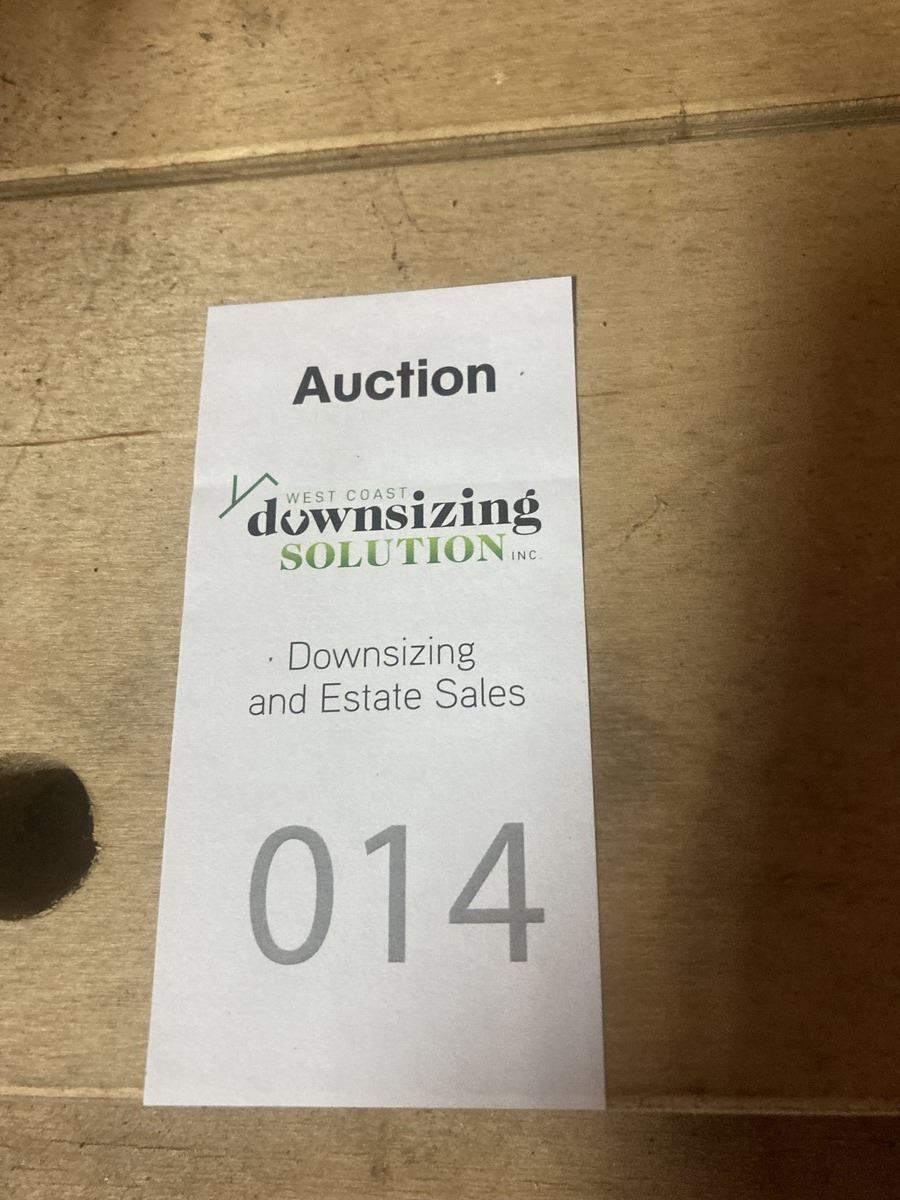 Auction
WEST COAST
downsizing
SOLUTION INC.
Downsizing
and Estate Sales
014